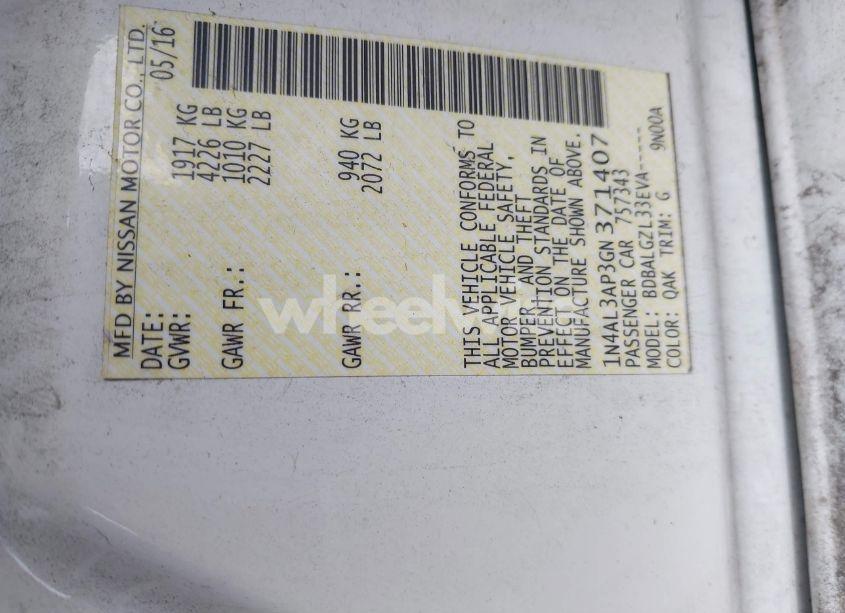 MFD BY NISSAN MOTOR CO., LTD.
DATE: 05/16
GVWR: 1917 KG
4226 LB
GAWR FR.: 1010 KG
2227 LB
GAWR RR.: 940 KG
2072 LB
THIS VEHICLE CONFORMS TO
ALL APPLICABLE FEDERAL
MOTOR VEHICLE SAFETY,
BUMPER AND THEFT
PREVENTION STANDARDS IN
EFFECT ON THE DATE OF
MANUFACTURE SHOWN ABOVE.
1N4AL3AP3GN371407
PASSENGER CAR 757343
MODEL: BDBALGZL33EVA-----
COLOR: QAK TRIM: G 9N00A